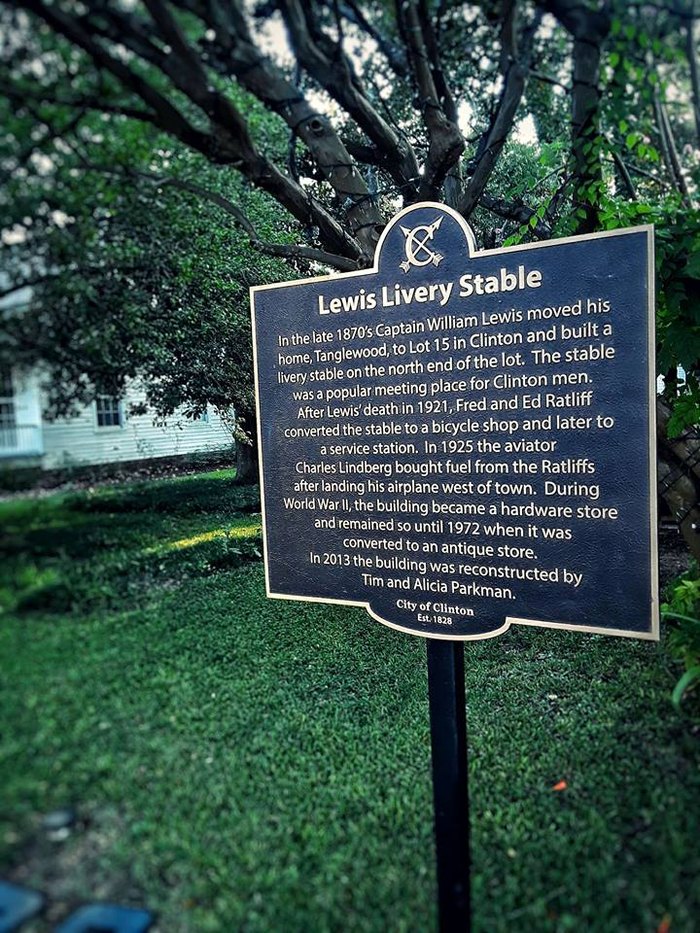 Lewis Livery Stable
In the late 1870's Captain William Lewis moved his
home, Tanglewood, to Lot 15 in Clinton and built a
livery stable on the north end of the lot. The stable
was a popular meeting place for Clinton men.
After Lewis' death in 1921, Fred and Ed Ratliff
converted the stable to a bicycle shop and later to
a service station. In 1925 the aviator
Charles Lindberg bought fuel from the Ratliffs
after landing his airplane west of town. During
World War II, the building became a hardware store
and remained so until 1972 when it was
converted to an antique store.
In 2013 the building was reconstructed by
Tim and Alicia Parkman.
City of Clinton
Est. 1828